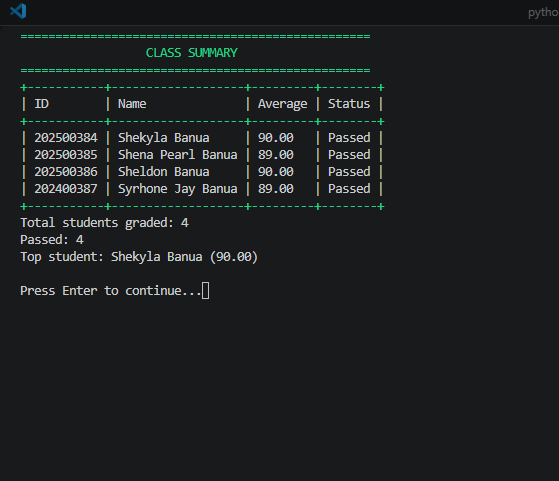 pytho
==================================================
CLASS SUMMARY
==================================================
+-----------+--------------------+---------+--------+
| ID        | Name               | Average | Status |
+-----------+--------------------+---------+--------+
| 202500384 | Shekyla Banua      | 90.00   | Passed |
| 202500385 | Shena Pearl Banua  | 89.00   | Passed |
| 202500386 | Sheldon Banua      | 90.00   | Passed |
| 202400387 | Syrhone Jay Banua  | 89.00   | Passed |
+-----------+--------------------+---------+--------+
Total students graded: 4
Passed: 4
Top student: Shekyla Banua (90.00)
Press Enter to continue...